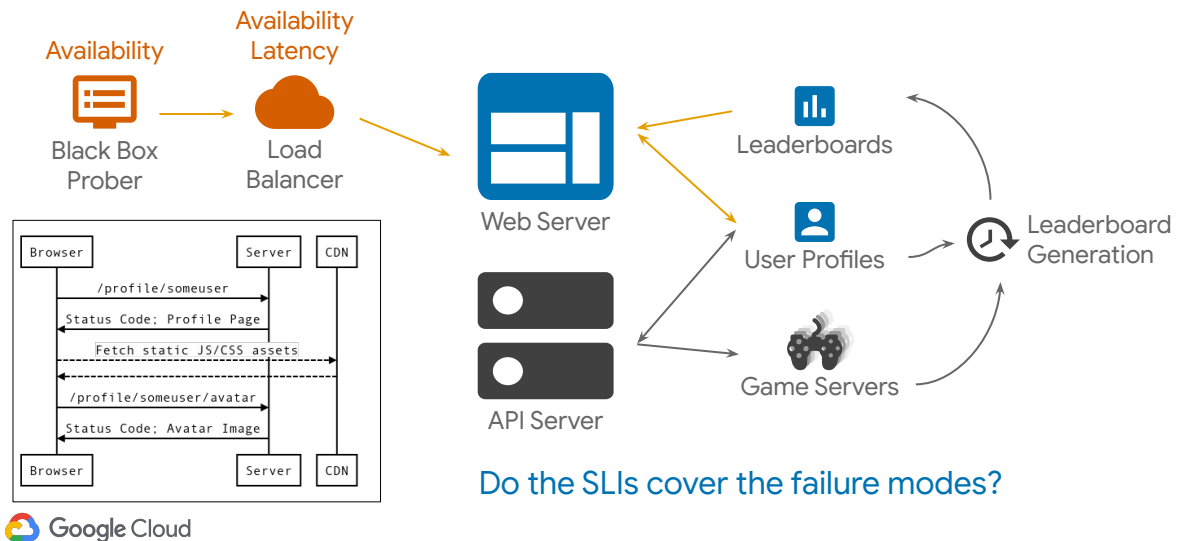 Availability
Availability
Latency
Black Box
Prober
Load
Balancer
Web Server
Leaderboards
User Profiles
Leaderboard
Generation
API Server
Game Servers
Browser
Server
CDN
/profile/someuser
Status Code; Profile Page
Fetch static JS/CSS assets
/profile/someuser/avatar
Status Code; Avatar Image
Browser
Server
CDN
Do the SLIs cover the failure modes?
Google Cloud